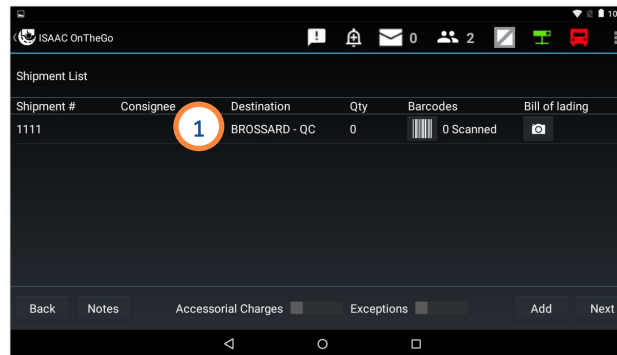 10
ISAAC OnTheGo 0 2
Shipment List
Shipment # Consignee Destination Qty Barcodes Bill of lading
1111 1 BROSSARD - QC 0 0 Scanned
Back Notes Accessorial Charges Exceptions Add Next